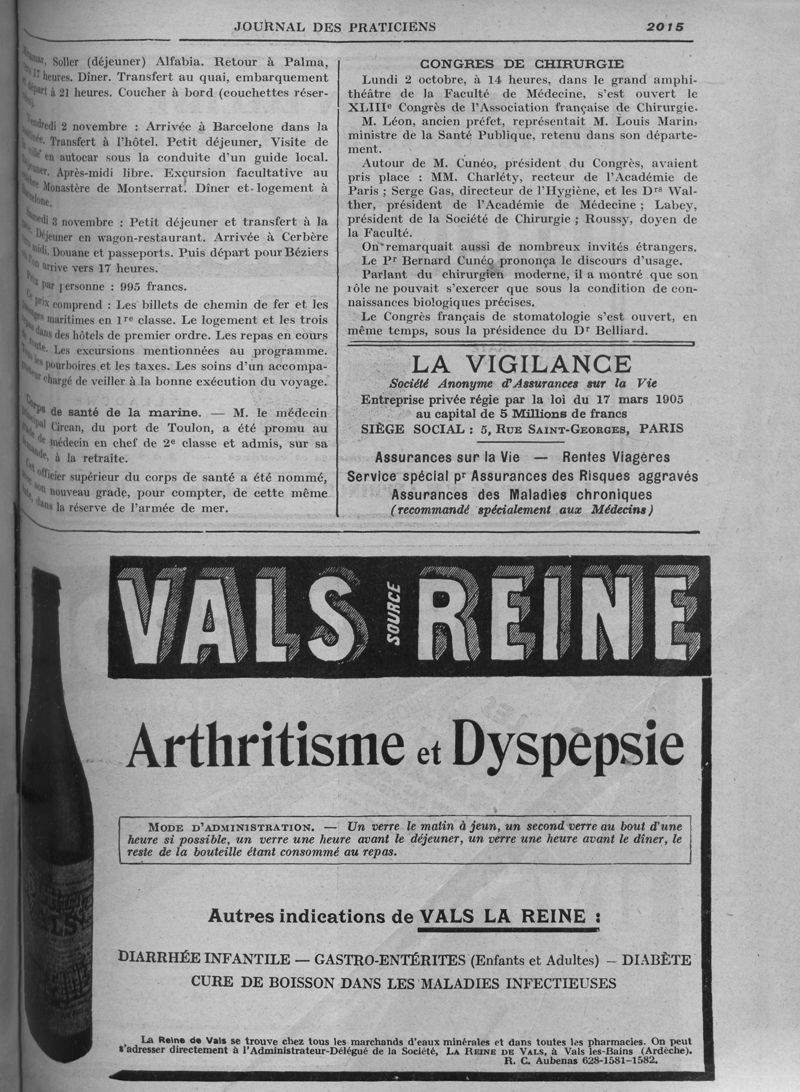 JOURNAL DES PRATICIENS
2015
Soller (déjeuner) Alfabia. Retour à Palma,
17 heures. Dîner. Transfert au quai, embarquement
départ à 21 heures. Coucher à bord (couchettes réser-
Vendredi 2 novembre : Arrivée à Barcelone dans la
Transfert à l'hôtel. Petit déjeuner, Visite de
ville en autocar sous la conduite d'un guide local.
Après-midi libre. Excursion facultative au
Monastère de Montserrat. Dîner et logement à
Samedi 3 novembre : Petit déjeuner et transfert à la
Déjeuner en wagon-restaurant. Arrivée à Cerbère
midi. Douane et passeports. Puis départ pour Béziers
l'on arrive vers 17 heures.
Prix par personne : 995 francs.
Ce prix comprend : Les billets de chemin de fer et les
maritimes en 1re classe. Le logement et les trois
dans des hôtels de premier ordre. Les repas en cours
Les excursions mentionnées au programme.
Les pourboires et les taxes. Les soins d'un accompa-
chargé de veiller à la bonne exécution du voyage.
Corps de santé de la marine. — M. le médecin
Circan, du port de Toulon, a été promu au
de médecin en chef de 2e classe et admis, sur sa
à la retraite.
officier supérieur du corps de santé a été nommé,
son nouveau grade, pour compter, de cette même
dans la réserve de l'armée de mer.
CONGRES DE CHIRURGIE
Lundi 2 octobre, à 14 heures, dans le grand amphi-
théâtre de la Faculté de Médecine, s'est ouvert le
XLIIIe Congrès de l'Association française de Chirurgie.
M. Léon, ancien préfet, représentait M. Louis Marin,
ministre de la Santé Publique, retenu dans son départe-
ment.
Autour de M. Cunéo, président du Congrès, avaient
pris place : MM. Charléty, recteur de l'Académie de
Paris ; Serge Gas, directeur de l'Hygiène, et les Drs Wal-
ther, président de l'Académie de Médecine ; Labey,
président de la Société de Chirurgie ; Roussy, doyen de
la Faculté.
On remarquait aussi de nombreux invités étrangers.
Le Pr Bernard Cunéo prononça le discours d'usage.
Parlant du chirurgien moderne, il a montré que son
rôle ne pouvait s'exercer que sous la condition de con-
naissances biologiques précises.
Le Congrès français de stomatologie s'est ouvert, en
même temps, sous la présidence du Dr Belliard.
LA VIGILANCE
Société Anonyme d'Assurances sur la Vie
Entreprise privée régie par la loi du 17 mars 1905
au capital de 5 Millions de francs
SIÈGE SOCIAL : 5, RUE SAINT-GEORGES, PARIS
Assurances sur la Vie — Rentes Viagères
Service spécial pr Assurances des Risques aggravés
Assurances des Maladies chroniques
(recommandé spécialement aux Médecins)
VALS SOURCE REINE
Arthritisme et Dyspepsie
MODE D'ADMINISTRATION. — Un verre le matin à jeun, un second verre au bout d'une
heure si possible, un verre une heure avant le déjeuner, un verre une heure avant le dîner, le
reste de la bouteille étant consommé au repas.
VALS
Autres indications de VALS LA REINE :
DIARRHÉE INFANTILE — GASTRO-ENTÉRITES (Enfants et Adultes) — DIABÈTE
CURE DE BOISSON DANS LES MALADIES INFECTIEUSES
La Reine de Vals se trouve chez tous les marchands d'eaux minérales et dans toutes les pharmacies. On peut
s'adresser directement à l'Administrateur-Délégué de la Société, LA REINE DE VALS, à Vals les-Bains (Ardèche).
R. C. Aubenas 628-1581-1582.